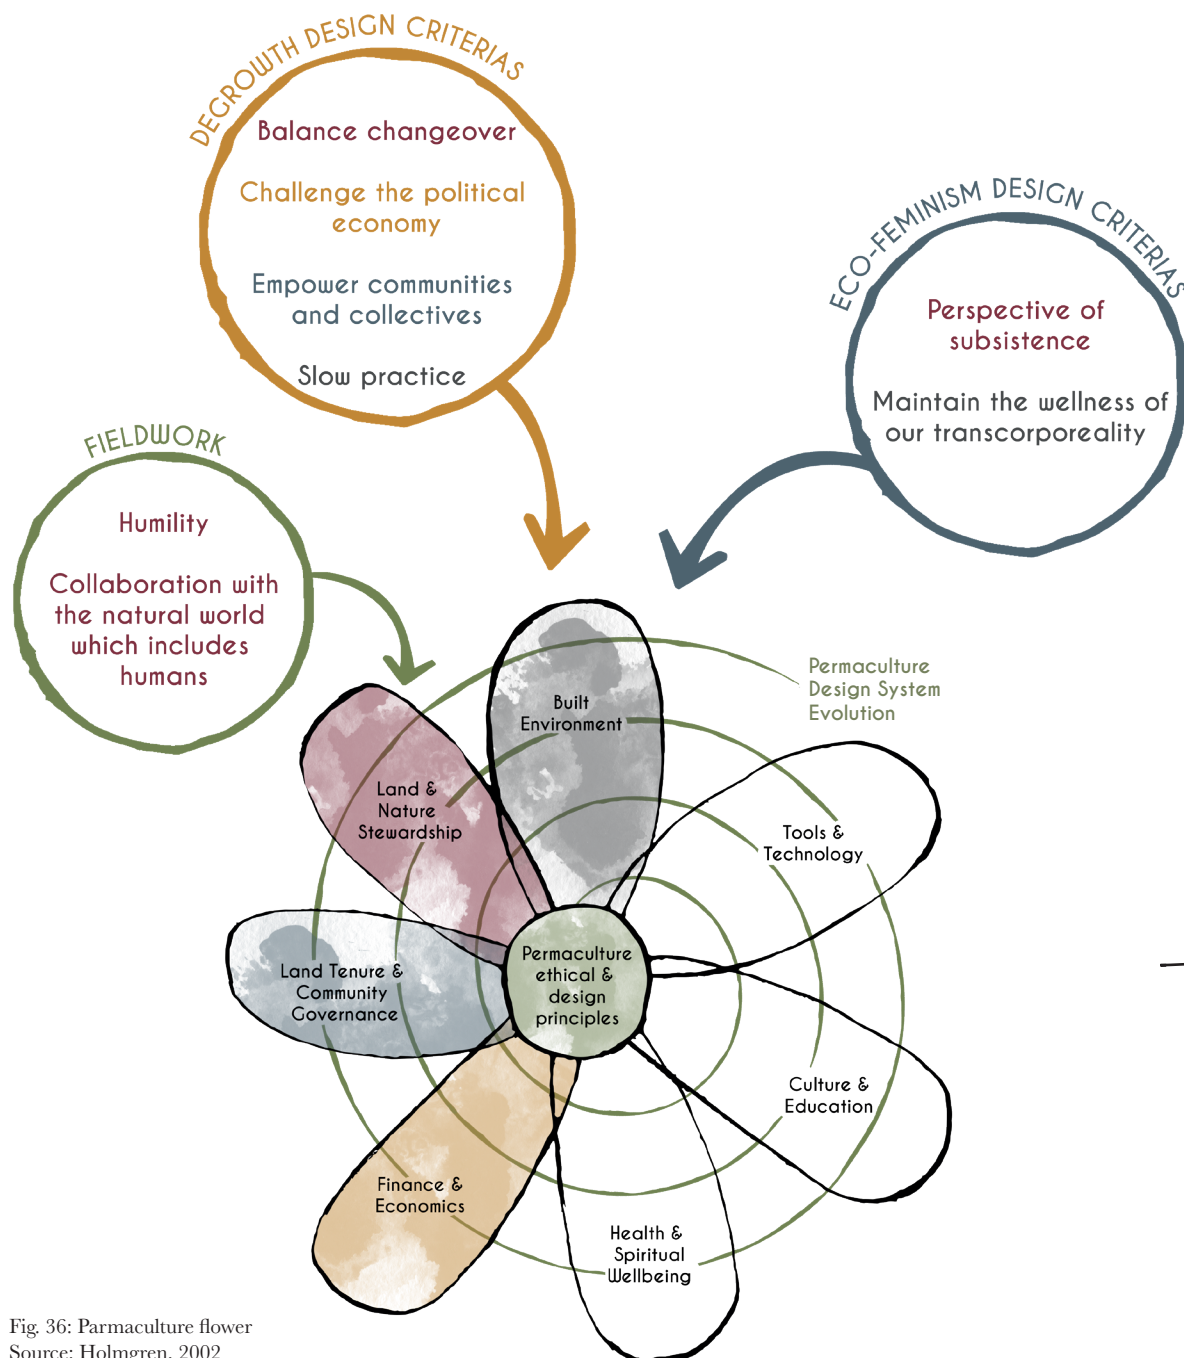 DEGROWTH DESIGN CRITERIAS
Balance changeover
Challenge the political
economy
Empower communities
and collectives
Slow practice
ECO-FEMINISM DESIGN CRITERIAS
Perspective of
subsistence
Maintain the wellness of
our transcorporeality
FIELDWORK
Humility
Collaboration with
the natural world
which includes
humans
Permaculture
Design System
Evolution
Built
Environment
Land &
Nature
Stewardship
Tools &
Technology
Land Tenure &
Community
Governance
Permaculture
ethical &
design
principles
Culture &
Education
Finance &
Economics
Health &
Spiritual
Wellbeing
Fig. 36: Parmaculture flower
Source: Holmgren, 2002